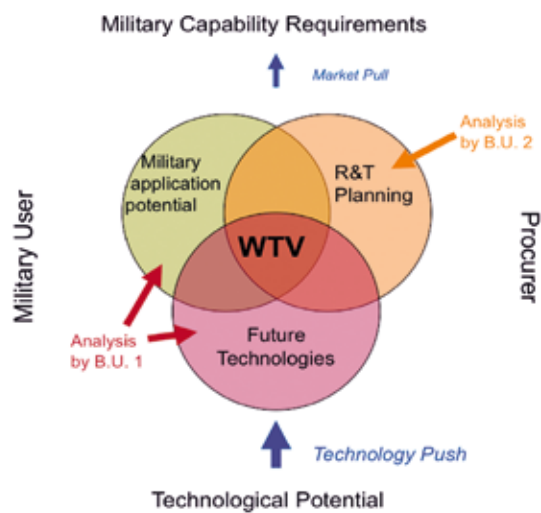 Military Capability Requirements
Market Pull
Analysis
by B.U. 2
Military
application
potential
R&T
Planning
Military User
WTV
Procurer
Analysis
by B.U. 1
Future
Technologies
Technology Push
Technological Potential